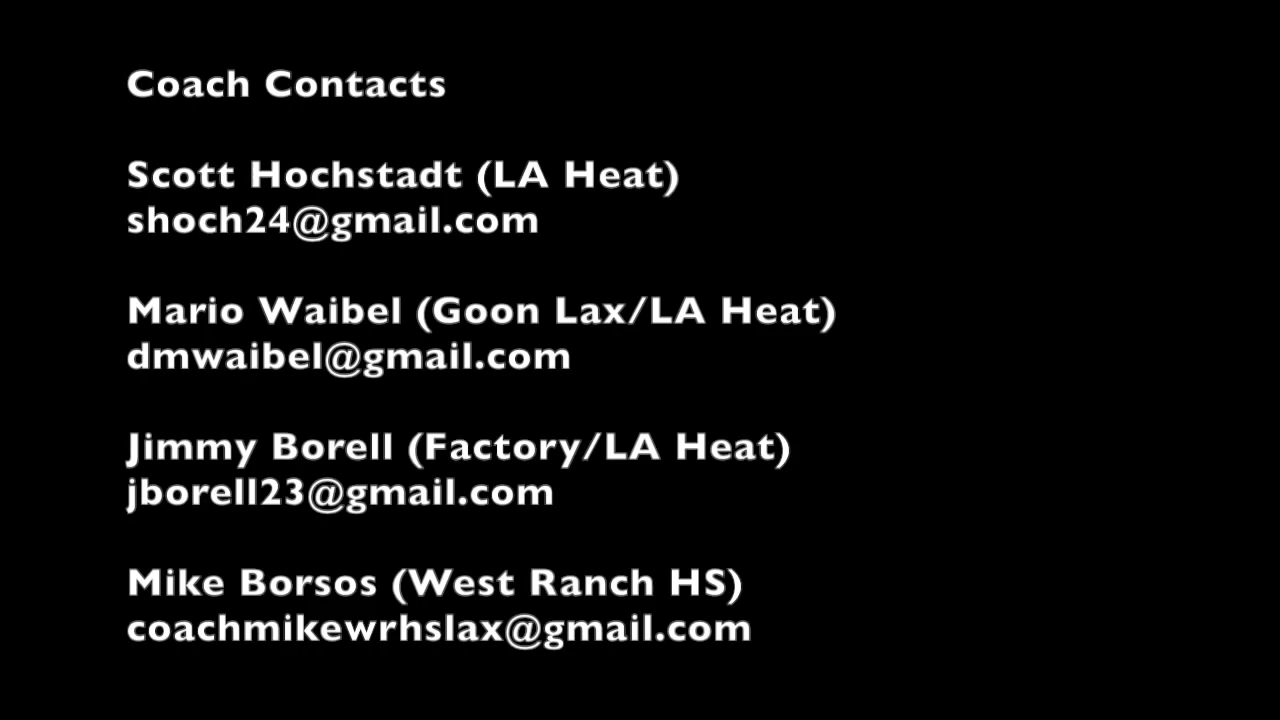 Coach Contacts
Scott Hochstadt (LA Heat)
shoch24@gmail.com
Mario Waibel (Goon Lax/LA Heat)
dmwaibel@gmail.com
Jimmy Borell (Factory/LA Heat)
jborell23@gmail.com
Mike Borsos (West Ranch HS)
coachmikewrhslax@gmail.com